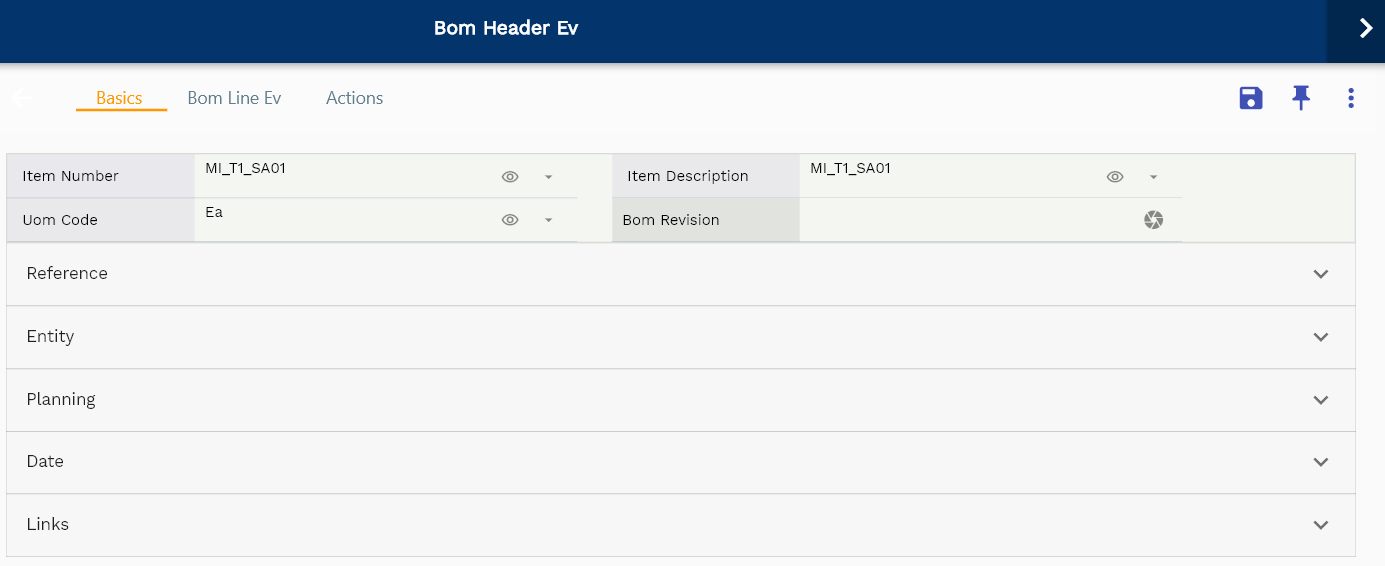 Bom Header Ev
Basics Bom Line Ev Actions
Item Number MI_T1_SA01 Item Description MI_T1_SA01
Uom Code Ea Bom Revision
Reference
Entity
Planning
Date
Links